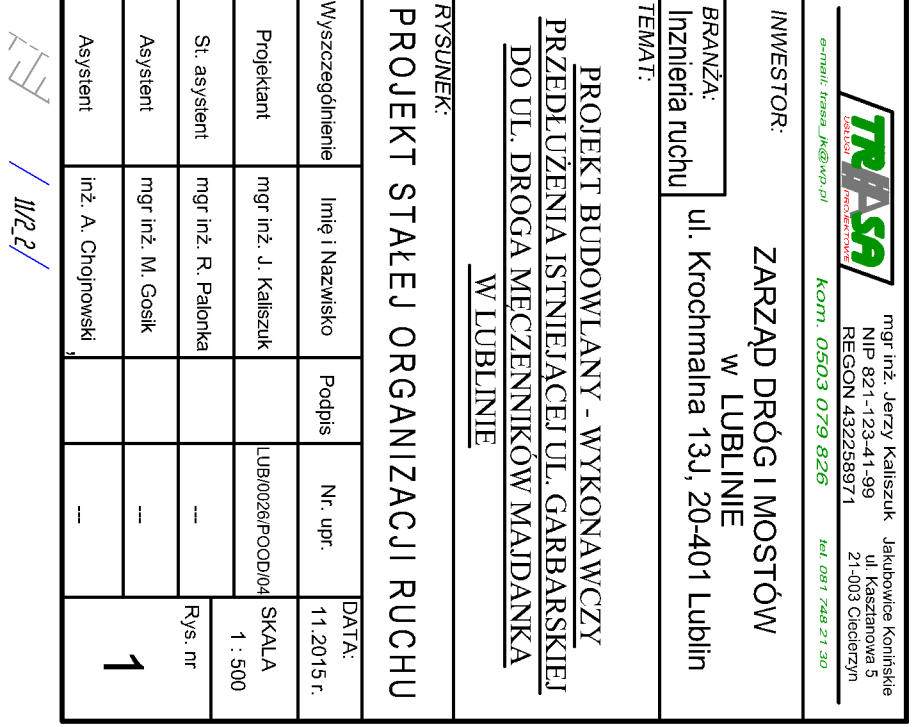 TRASA
USŁUGI PROJEKTOWE
mgr inż. Jerzy Kaliszuk
NIP 821-123-41-99
REGON 432258971
Jakubowice Konińskie
ul. Kasztanowa 5
21-003 Ciecierzyn
e-mail: trasa_jk@wp.pl
kom. 0503 079 826
tel. 081 748 21 30
INWESTOR:
ZARZĄD DRÓG I MOSTÓW
w LUBLINIE
ul. Krochmalna 13J, 20-401 Lublin
BRANŻA:
Inznieria ruchu
TEMAT:
PROJEKT BUDOWLANY - WYKONAWCZY
PRZEDŁUŻENIA ISTNIEJĄCEJ UL. GARBARSKIEJ
DO UL. DROGA MĘCZENNIKÓW MAJDANKA
W LUBLINIE
RYSUNEK:
PROJEKT STAŁEJ ORGANIZACJI RUCHU
Wyszczególnienie Imię i Nazwisko Podpis Nr. upr. DATA:
11.2015 r.
Projektant mgr inż. J. Kaliszuk LUB/0026/POOD/04 SKALA
1 : 500
St. asystent mgr inż. R. Palonka --- Rys. nr
Asystent mgr inż. M. Gosik --- 1
Asystent inż. A. Chojnowski , ---
11/2_2